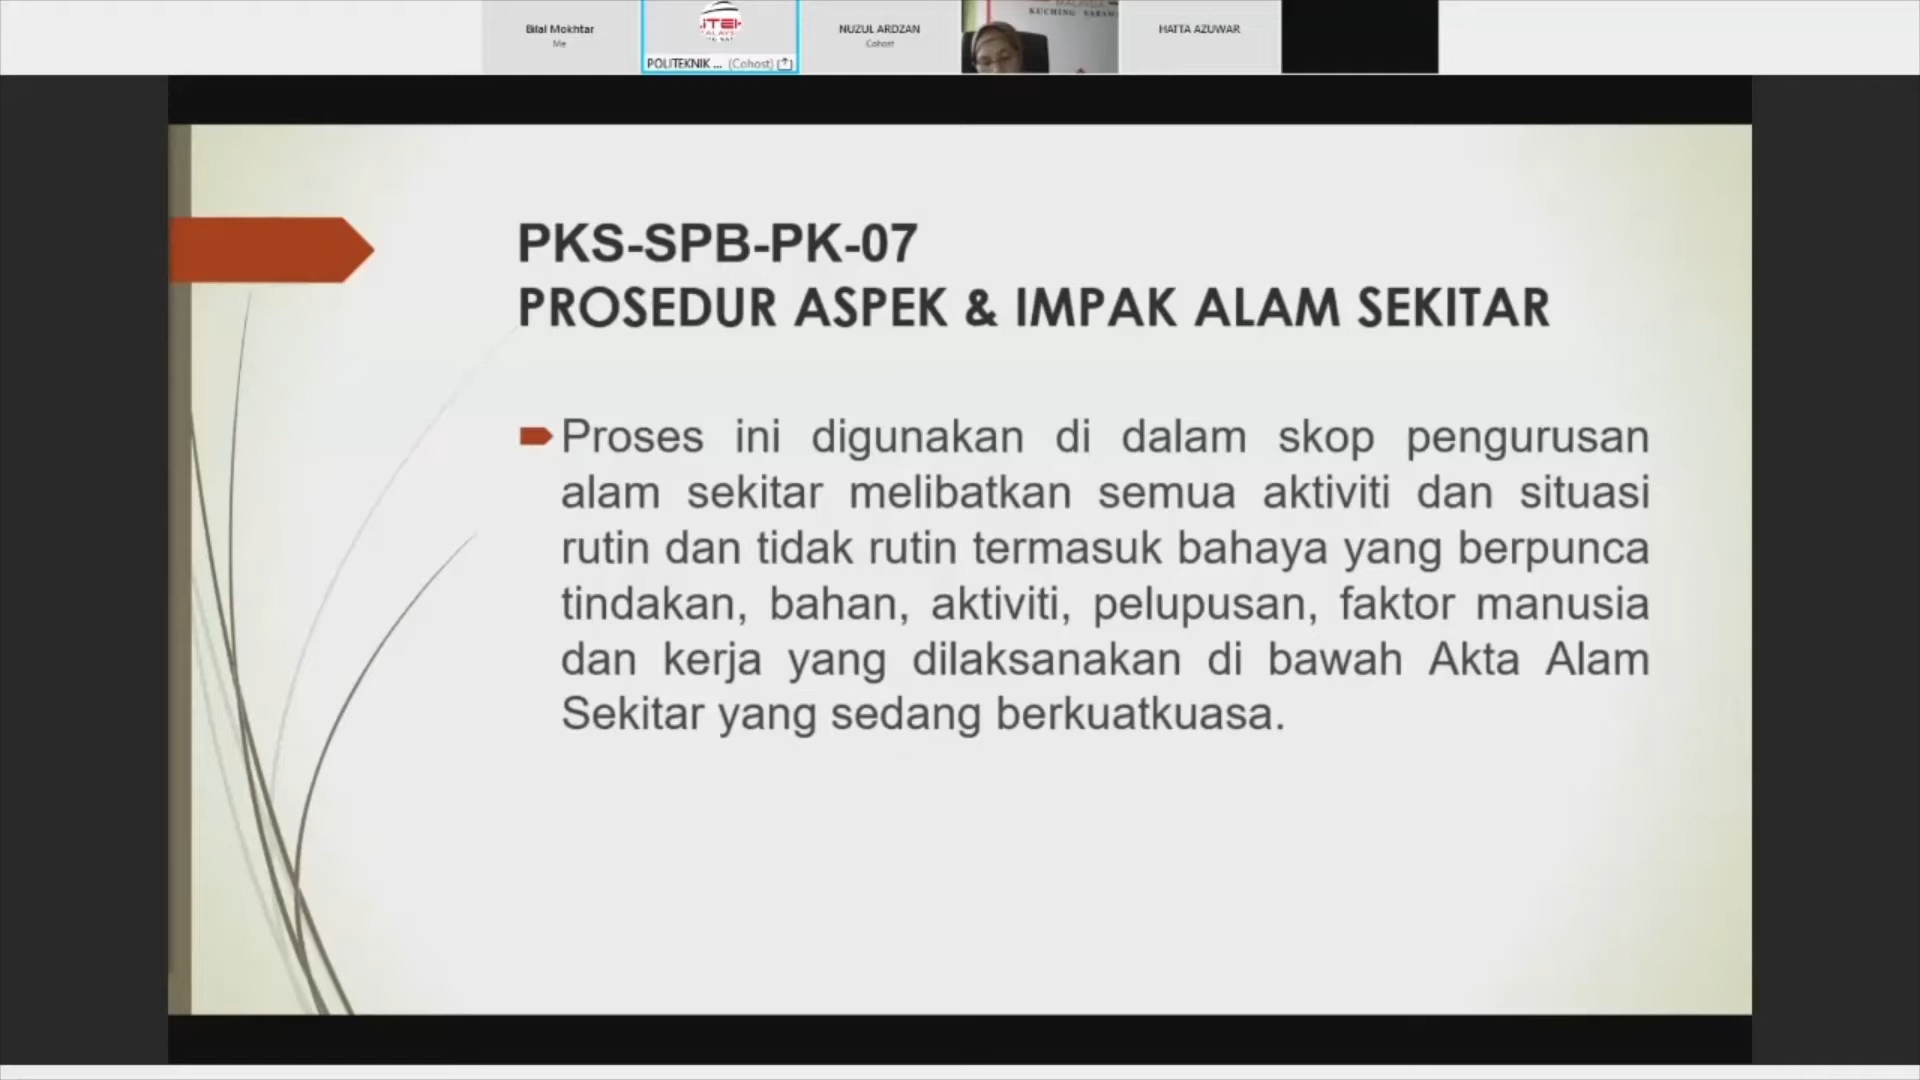 Bilal Mokhtar
Me
POLITEKNIK ... (Cohost)
NUZUL ARDZAN
Cohost
KUCHING SARAW
HATTA AZUWAR
PKS-SPB-PK-07
PROSEDUR ASPEK & IMPAK ALAM SEKITAR
Proses ini digunakan di dalam skop pengurusan
alam sekitar melibatkan semua aktiviti dan situasi
rutin dan tidak rutin termasuk bahaya yang berpunca
tindakan, bahan, aktiviti, pelupusan, faktor manusia
dan kerja yang dilaksanakan di bawah Akta Alam
Sekitar yang sedang berkuatkuasa.